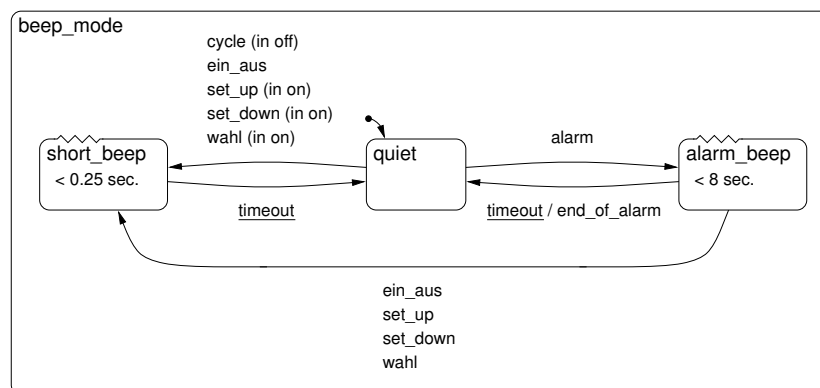 beep_mode
cycle (in off)
ein_aus
set_up (in on)
set_down (in on)
wahl (in on)
alarm
short_beep
< 0.25 sec.
quiet
alarm_beep
< 8 sec.
timeout
timeout / end_of_alarm
ein_aus
set_up
set_down
wahl